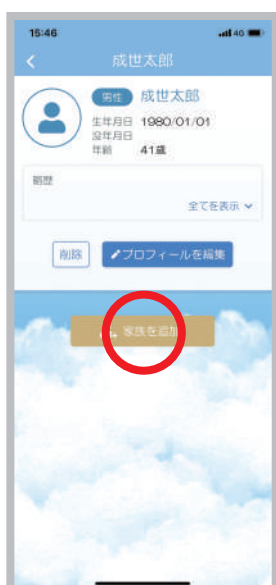 15:46
4G
成世太郎
男性 成世太郎
生年月日 1980/01/01
没年月日
年齢 41歳
略歴
全てを表示
削除 プロフィールを編集
家族を追加